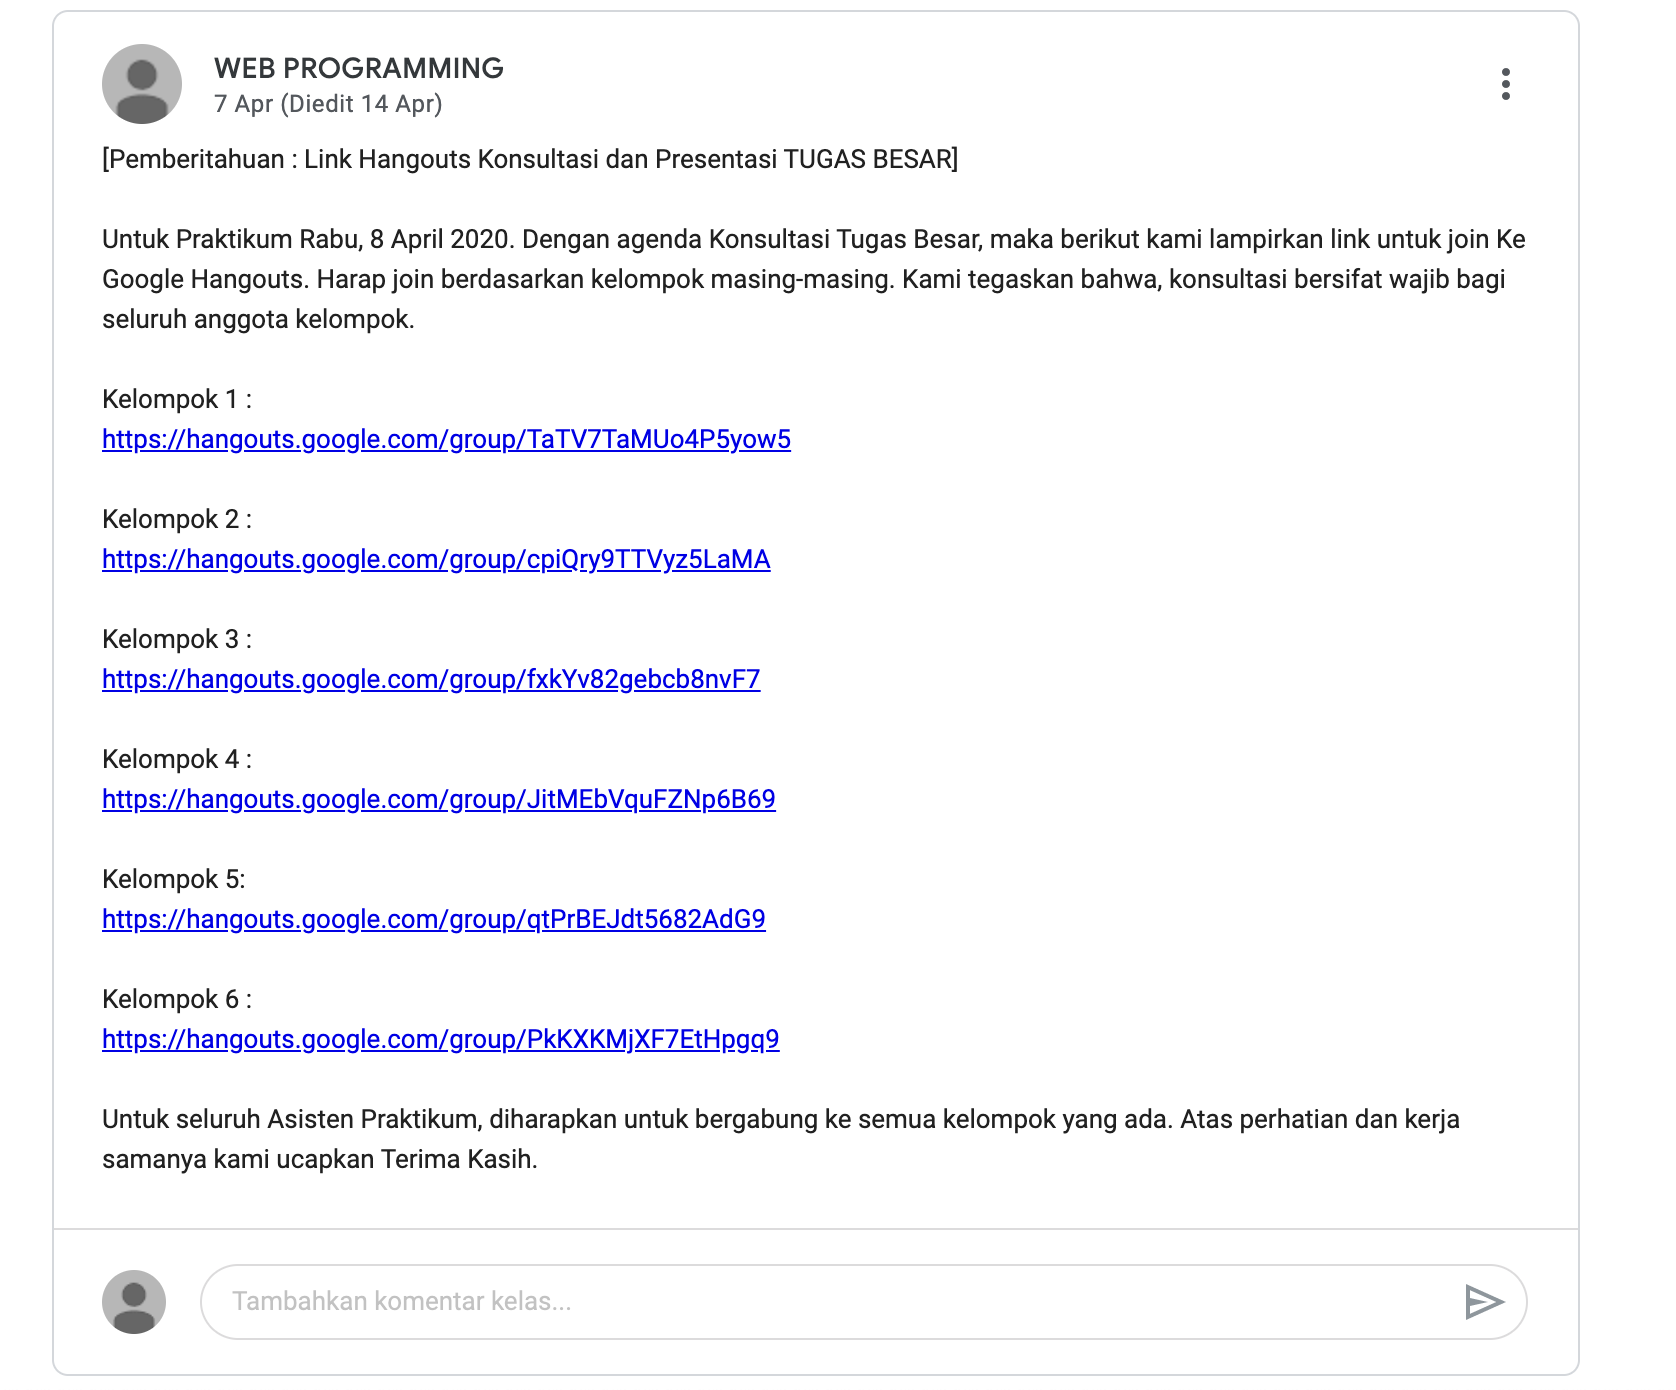 WEB PROGRAMMING
7 Apr (Diedit 14 Apr)
[Pemberitahuan : Link Hangouts Konsultasi dan Presentasi TUGAS BESAR]
Untuk Praktikum Rabu, 8 April 2020. Dengan agenda Konsultasi Tugas Besar, maka berikut kami lampirkan link untuk join Ke
Google Hangouts. Harap join berdasarkan kelompok masing-masing. Kami tegaskan bahwa, konsultasi bersifat wajib bagi
seluruh anggota kelompok.
Kelompok 1 :
https://hangouts.google.com/group/TaTV7TaMUo4P5yow5
Kelompok 2 :
https://hangouts.google.com/group/cpiQry9TTVyz5LaMA
Kelompok 3 :
https://hangouts.google.com/group/fxkYv82gebcb8nvF7
Kelompok 4 :
https://hangouts.google.com/group/JitMEbVquFZNp6B69
Kelompok 5:
https://hangouts.google.com/group/qtPrBEJdt5682AdG9
Kelompok 6 :
https://hangouts.google.com/group/PkKXKMjXF7EtHpgq9
Untuk seluruh Asisten Praktikum, diharapkan untuk bergabung ke semua kelompok yang ada. Atas perhatian dan kerja
samanya kami ucapkan Terima Kasih.
Tambahkan komentar kelas...